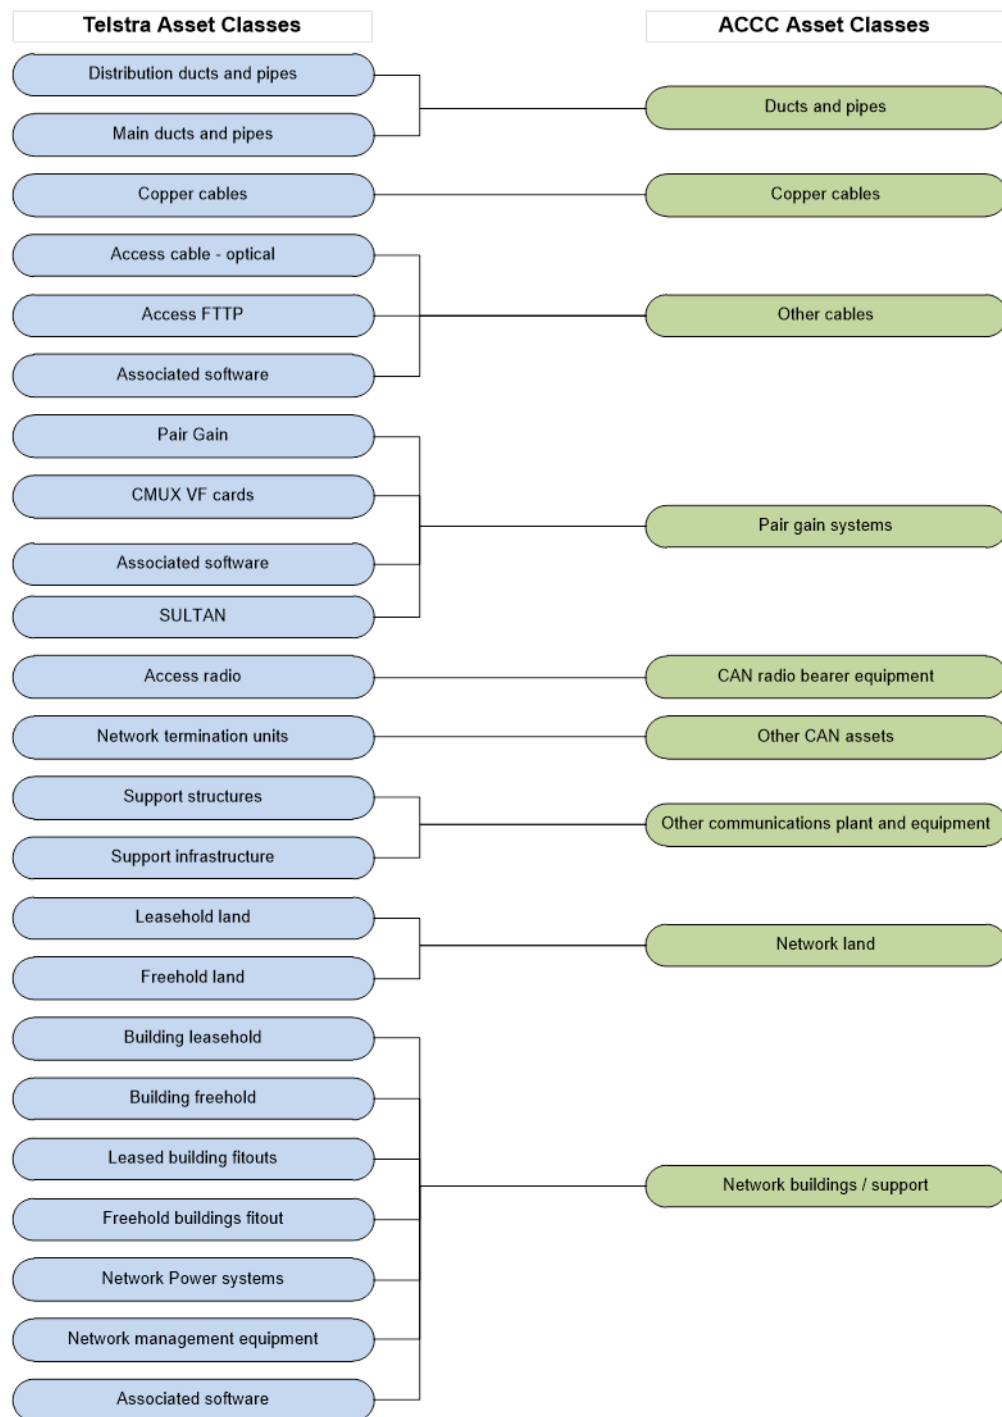 Telstra Asset Classes
ACCC Asset Classes
Distribution ducts and pipes
Main ducts and pipes
Ducts and pipes
Copper cables
Copper cables
Access cable - optical
Access FTTP
Associated software
Other cables
Pair Gain
CMUX VF cards
Associated software
SULTAN
Pair gain systems
Access radio
CAN radio bearer equipment
Network termination units
Other CAN assets
Support structures
Support infrastructure
Other communications plant and equipment
Leasehold land
Freehold land
Network land
Building leasehold
Building freehold
Leased building fitouts
Freehold buildings fitout
Network Power systems
Network management equipment
Associated software
Network buildings / support